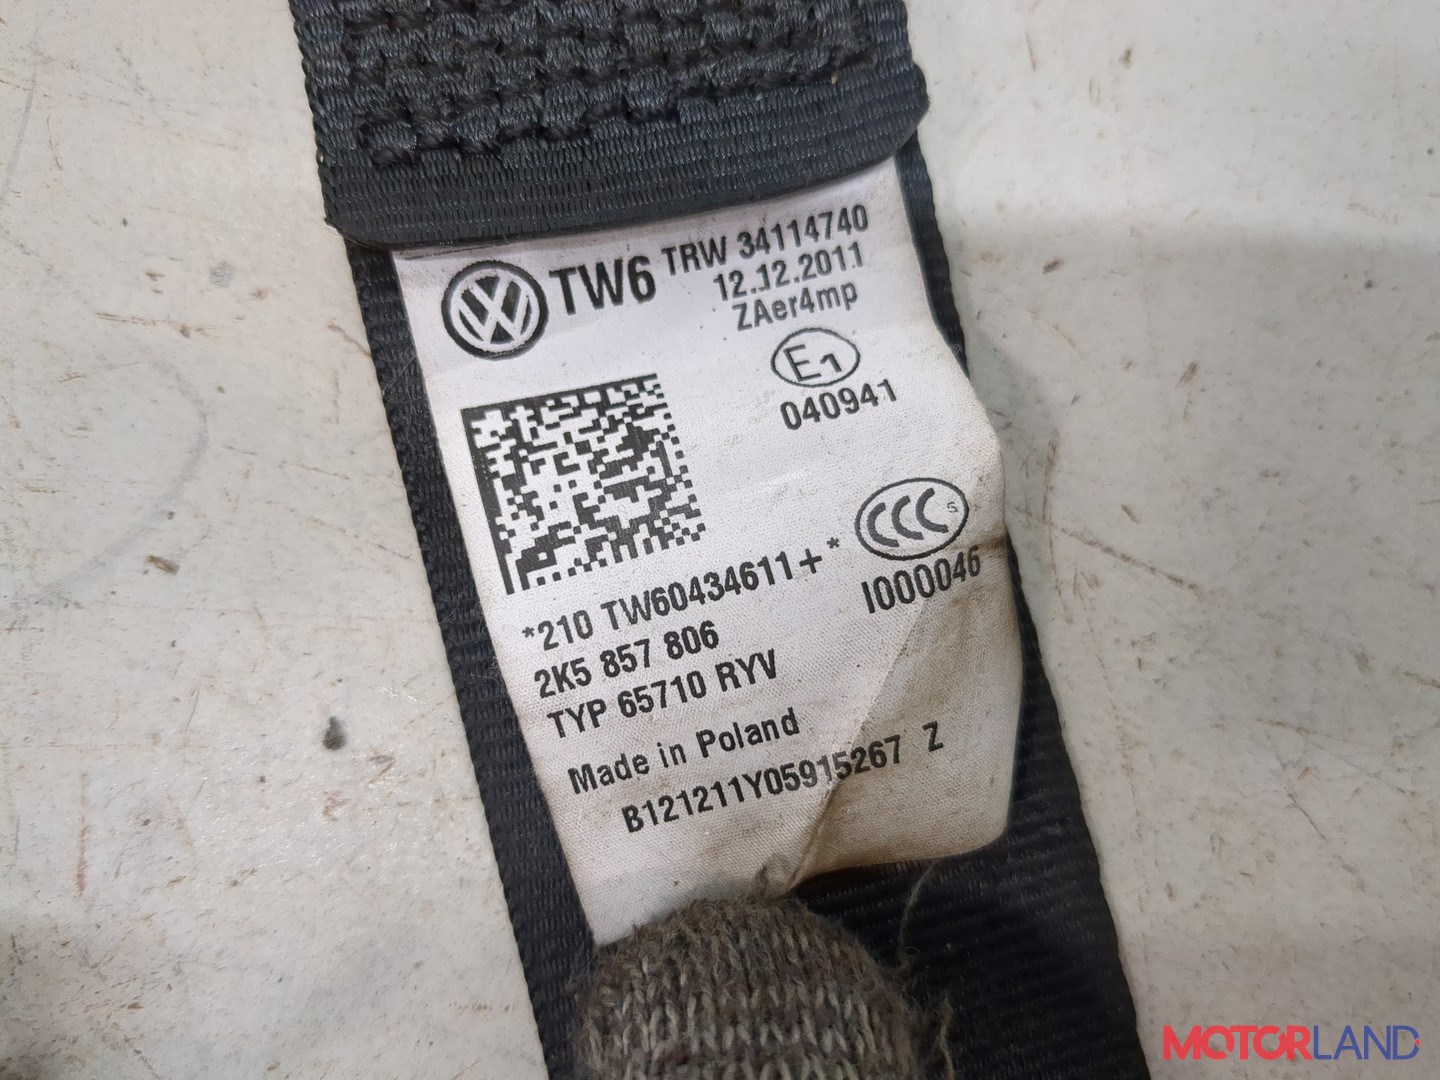 TW6 TRW 34114740
12.12.2011
ZAer4mp
E1
040941
CCC S
I000046
*210 TW60434611+*
2K5 857 806
TYP 65710 RYV
Made in Poland
B121211Y05915267 Z
MOTORLAND